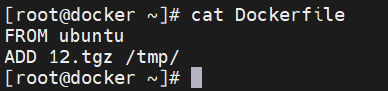 [root@docker ~]# cat Dockerfile
FROM ubuntu
ADD 12.tgz /tmp/
[root@docker ~]#